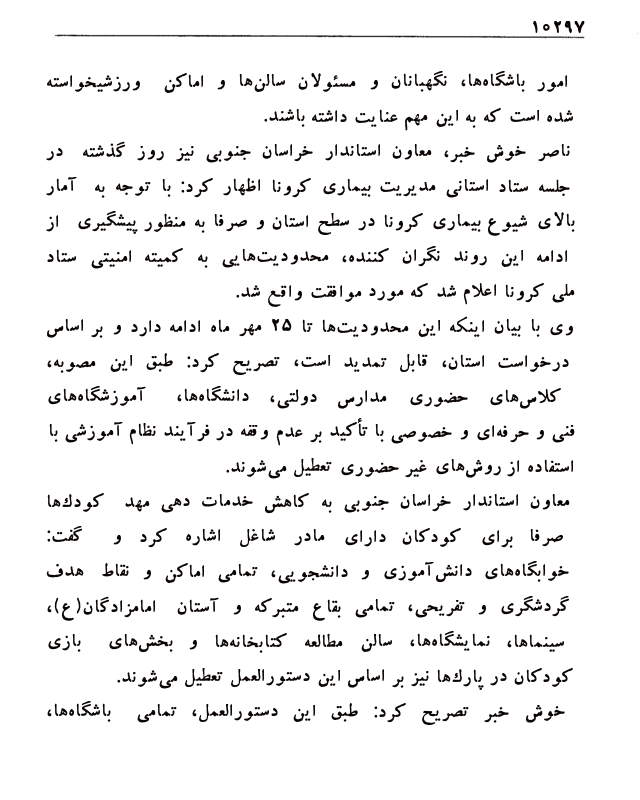 ۱۰۲۹۷
امور باشگاه‌ها، نگهبانان و مسئولان سالن‌ها و اماکن ورزشیخواسته
شده است که به این مهم عنایت داشته باشند.
ناصر خوش خبر، معاون استاندار خراسان جنوبی نیز روز گذشته در
جلسه ستاد استانی مدیریت بیماری کرونا اظهار کرد: با توجه به آمار
بالای شیوع بیماری کرونا در سطح استان و صرفا به منظور پیشگیری از
ادامه این روند نگران کننده، محدودیت‌هایی به کمیته امنیتی ستاد
ملی کرونا اعلام شد که مورد موافقت واقع شد.
وی با بیان اینکه این محدودیت‌ها تا ۲۵ مهر ماه ادامه دارد و بر اساس
درخواست استان، قابل تمدید است، تصریح کرد: طبق این مصوبه،
کلاس‌های حضوری مدارس دولتی، دانشگاه‌ها، آموزشگاه‌های
فنی و حرفه‌ای و خصوصی با تأکید بر عدم وقفه در فرآیند نظام آموزشی با
استفاده از روش‌های غیر حضوری تعطیل می‌شوند.
معاون استاندار خراسان جنوبی به کاهش خدمات دهی مهد کودک‌ها
صرفا برای کودکان دارای مادر شاغل اشاره کرد و گفت:
خوابگاه‌های دانش‌آموزی و دانشجویی، تمامی اماکن و نقاط هدف
گردشگری و تفریحی، تمامی بقاع متبرکه و آستان امامزادگان(ع)،
سینماها، نمایشگاه‌ها، سالن مطالعه کتابخانه‌ها و بخش‌های بازی
کودکان در پارک‌ها نیز بر اساس این دستورالعمل تعطیل می‌شوند.
خوش خبر تصریح کرد: طبق این دستورالعمل، تمامی باشگاه‌ها،